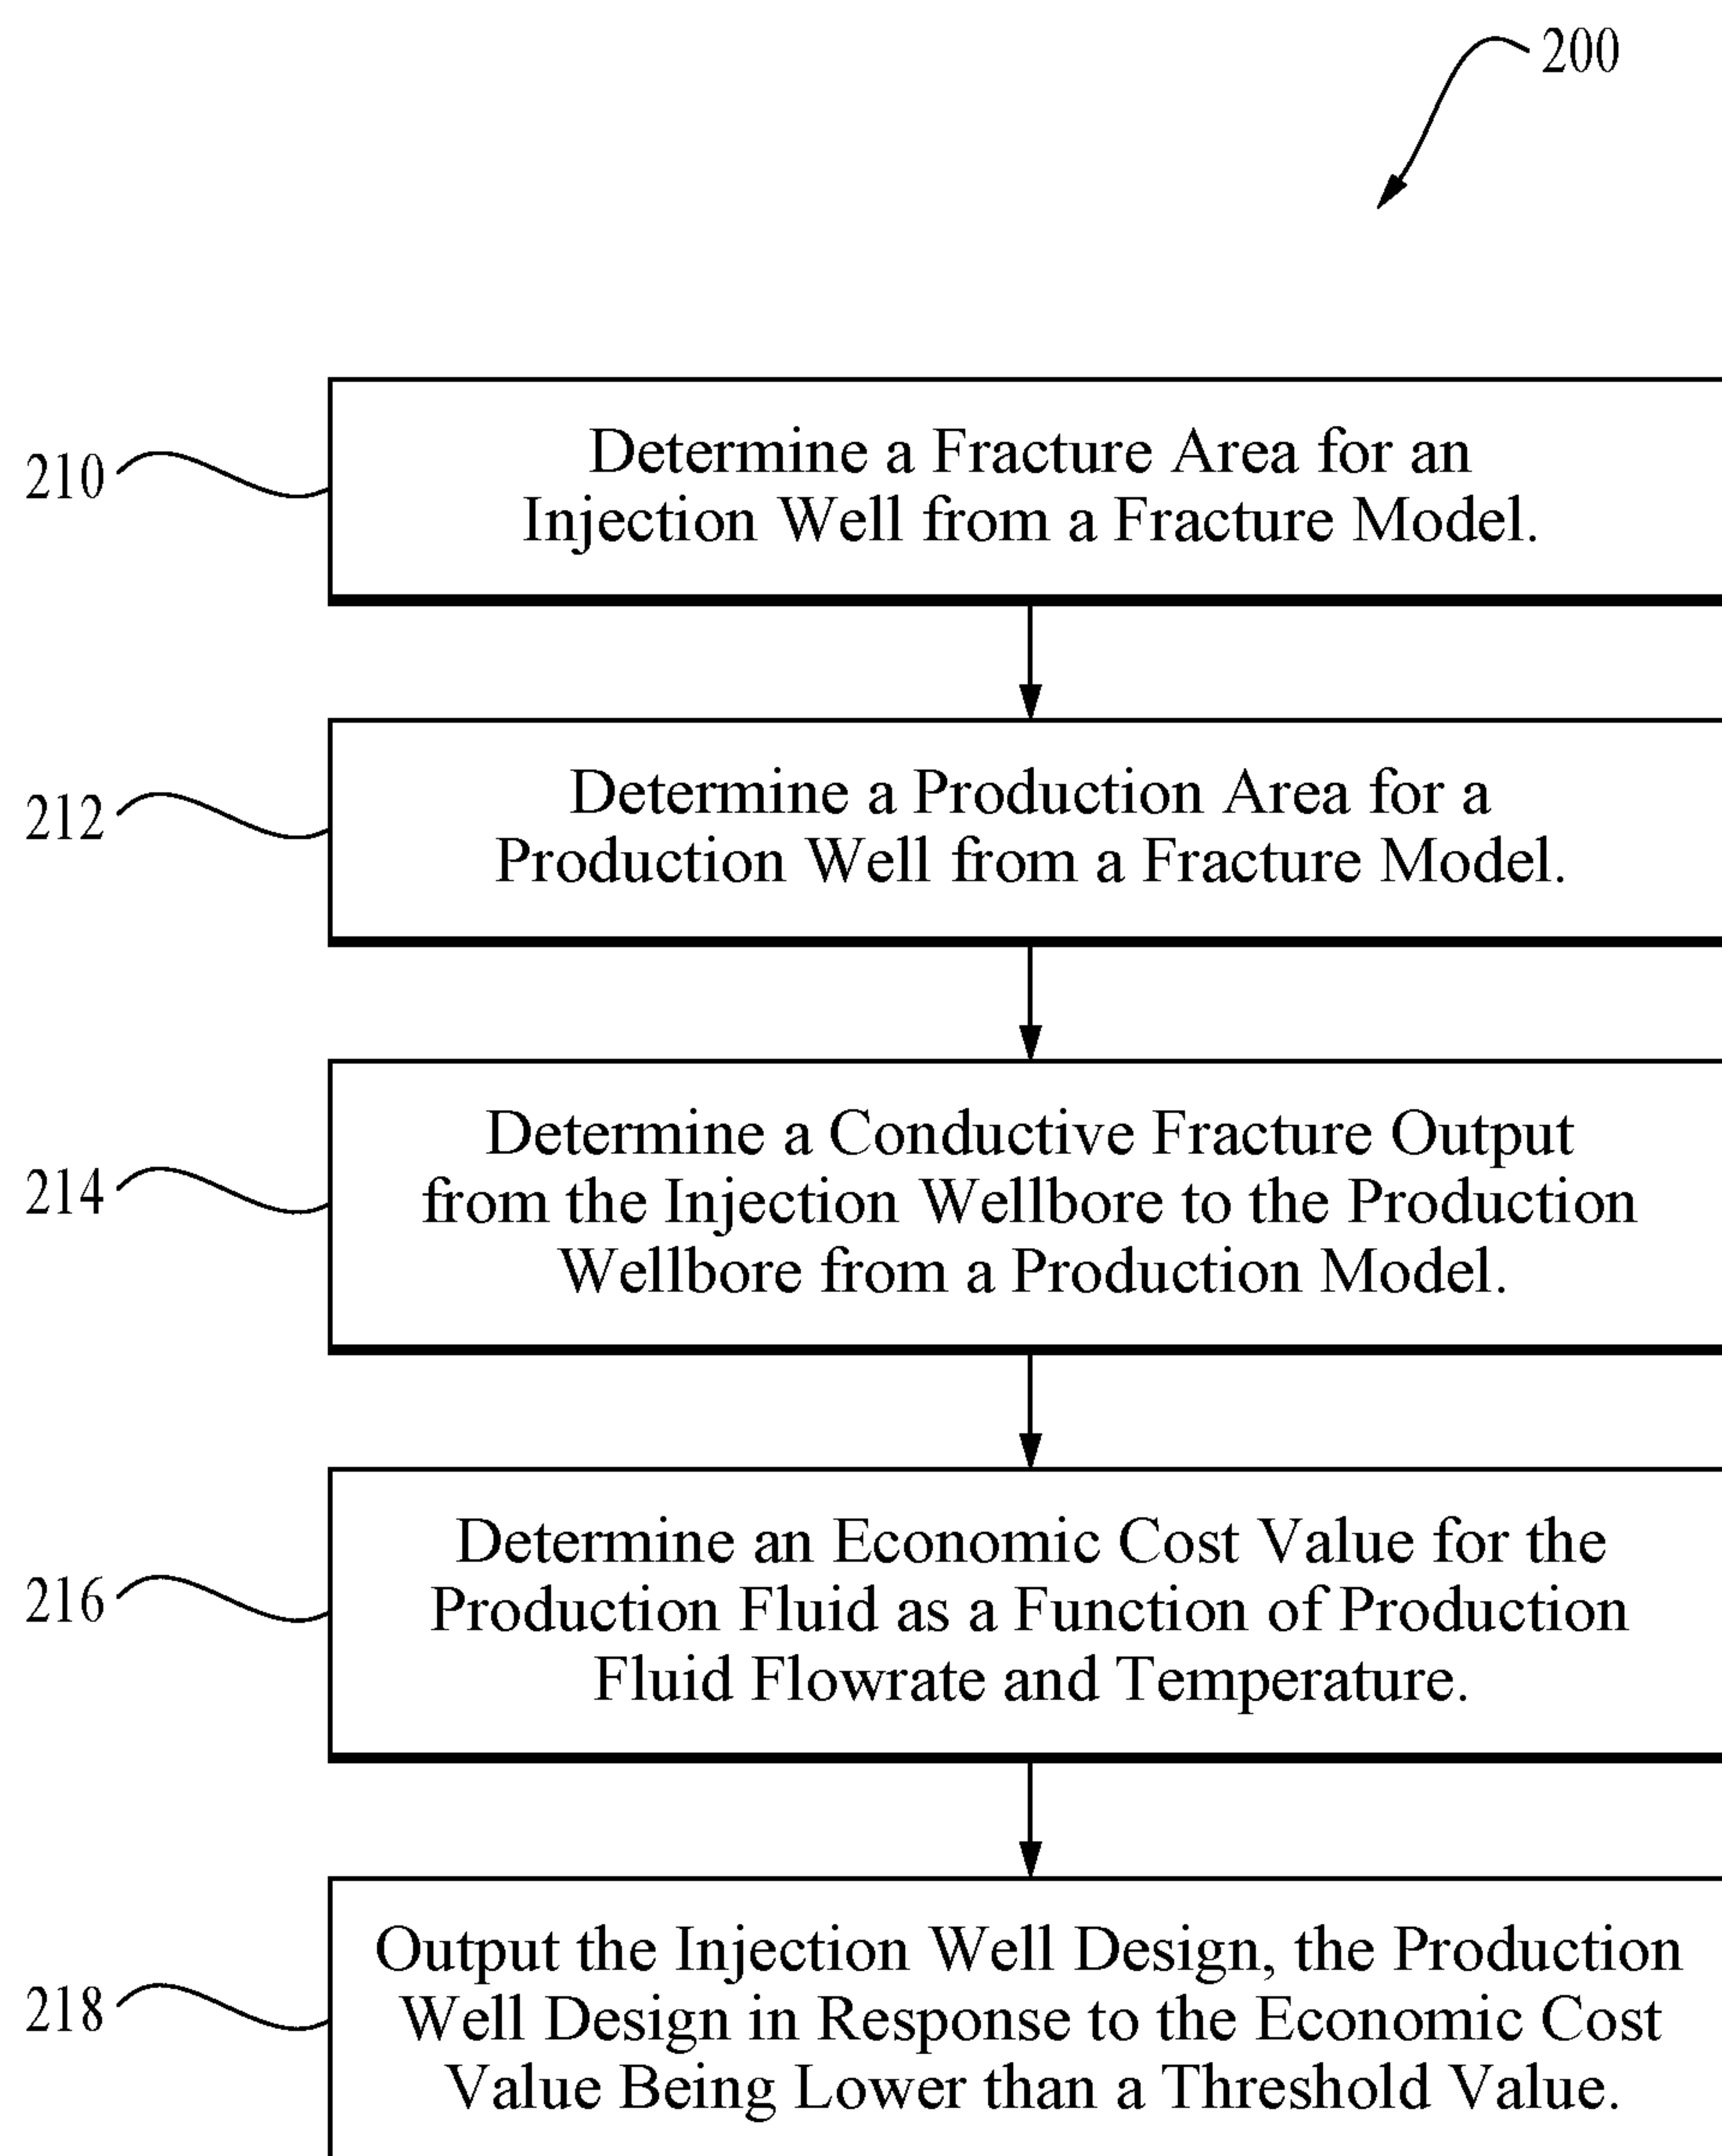 200
210
Determine a Fracture Area for an
Injection Well from a Fracture Model.
212
Determine a Production Area for a
Production Well from a Fracture Model.
214
Determine a Conductive Fracture Output
from the Injection Wellbore to the Production
Wellbore from a Production Model.
216
Determine an Economic Cost Value for the
Production Fluid as a Function of Production
Fluid Flowrate and Temperature.
218
Output the Injection Well Design, the Production
Well Design in Response to the Economic Cost
Value Being Lower than a Threshold Value.